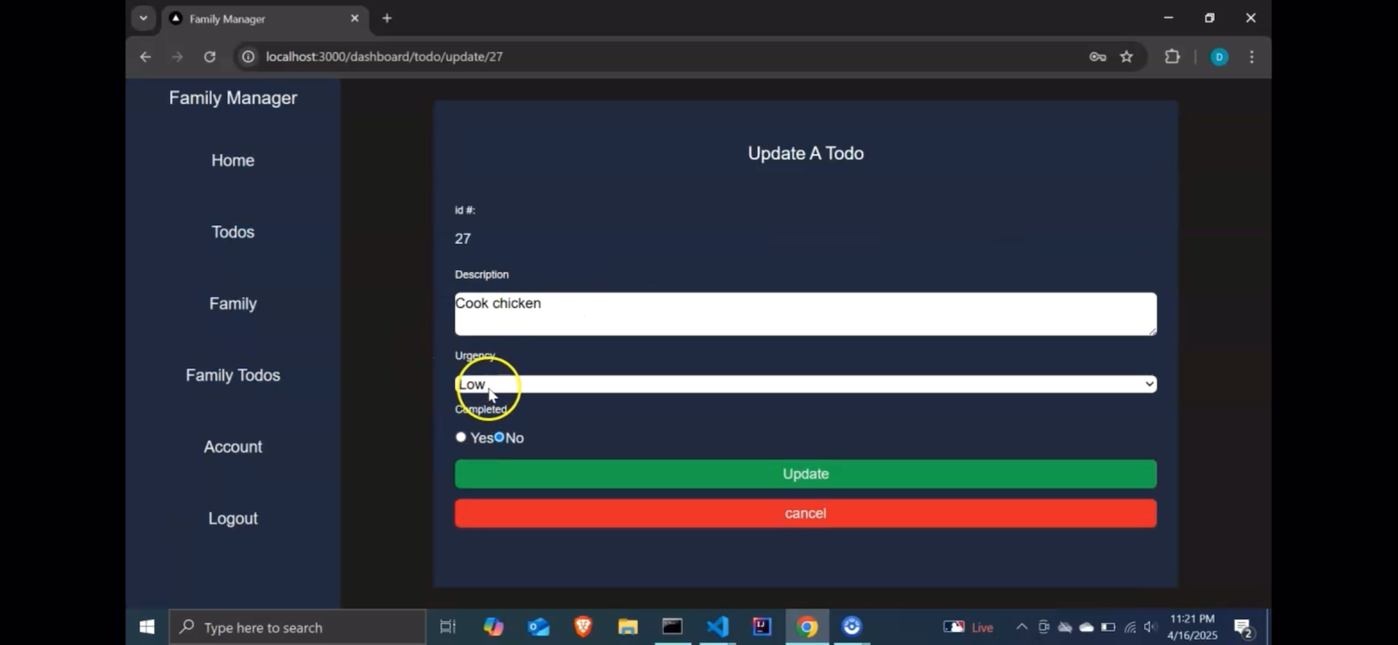 Family Manager
localhost:3000/dashboard/todo/update/27
D
Family Manager
Home
Todos
Family
Family Todos
Account
Logout
Update A Todo
id #:
27
Description
Cook chicken
Urgency
Low
Completed
Yes No
Update
cancel
Type here to search
Live
11:21 PM
4/16/2025
2